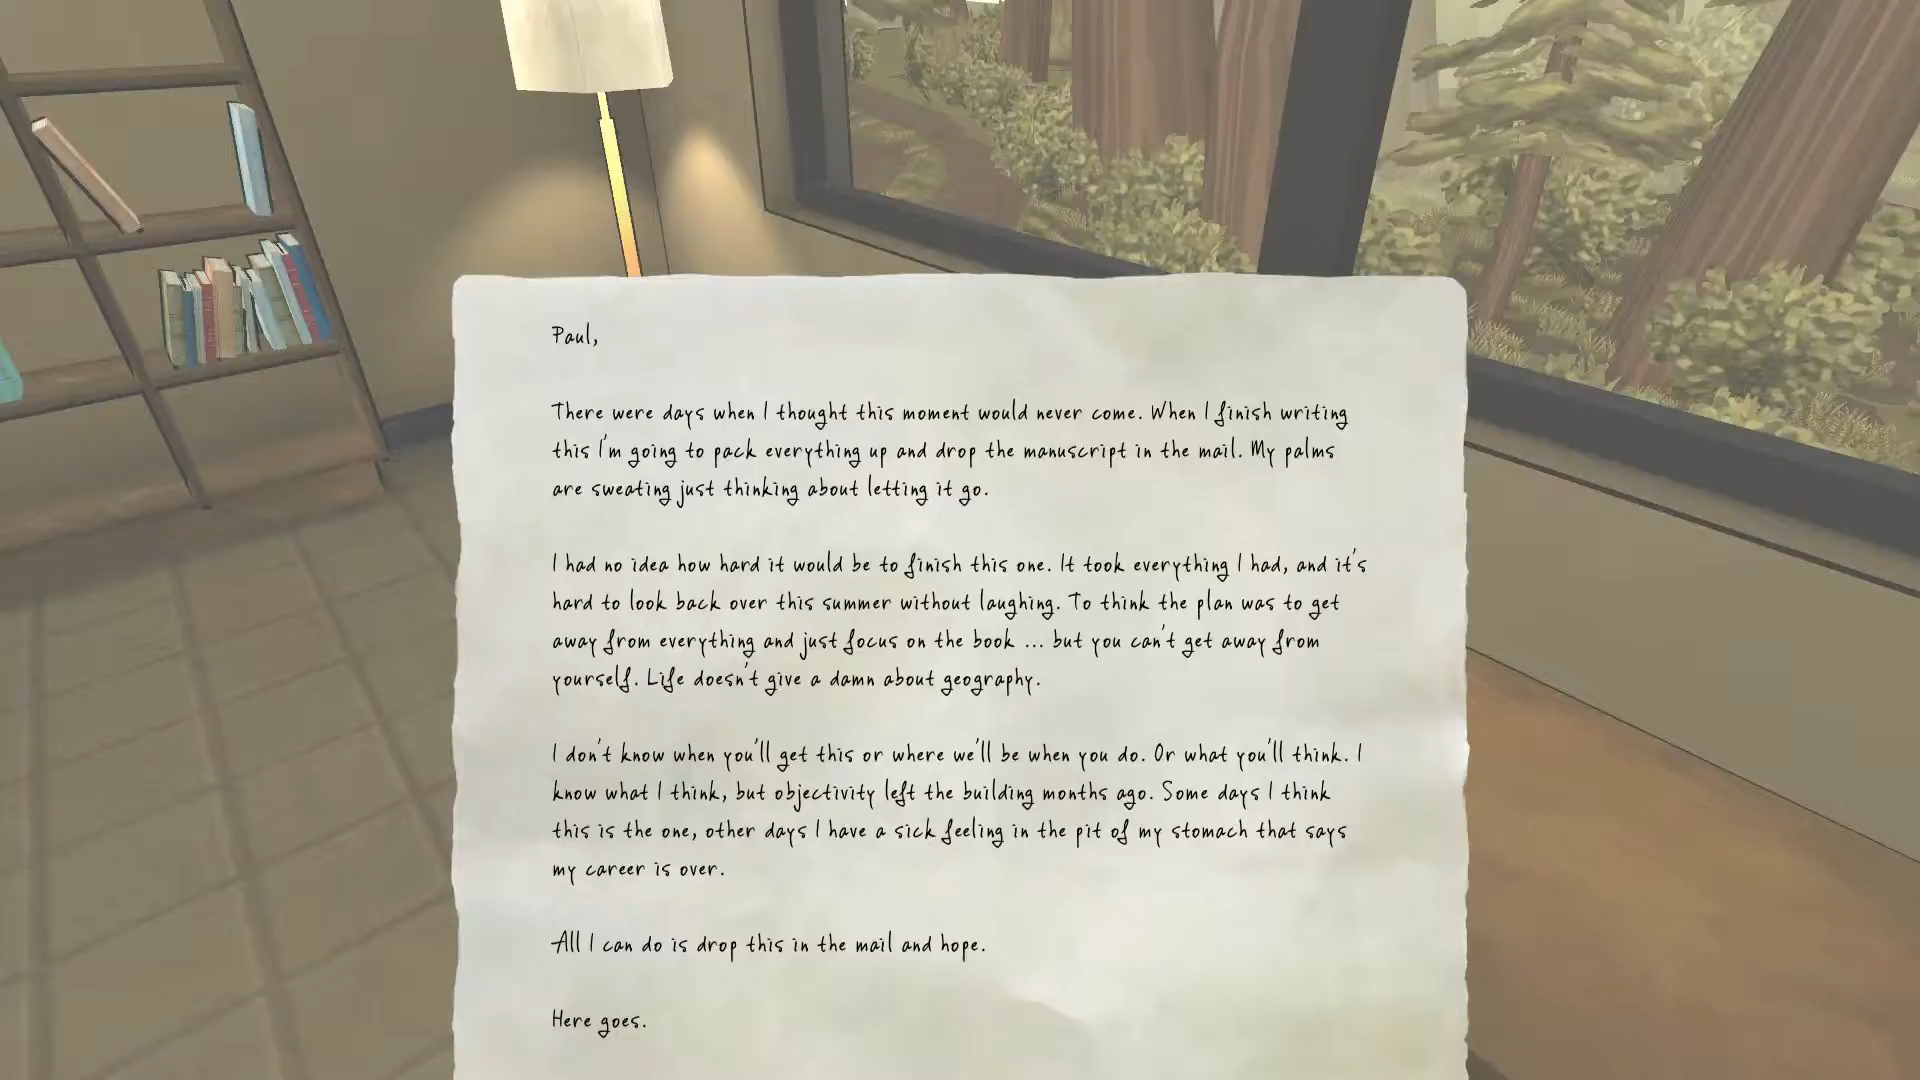 Paul,
There were days when I thought this moment would never come. When I finish writing
this I'm going to pack everything up and drop the manuscript in the mail. My palms
are sweating just thinking about letting it go.
I had no idea how hard it would be to finish this one. It took everything I had, and it's
hard to look back over this summer without laughing. To think the plan was to get
away from everything and just focus on the book ... but you can't get away from
yourself. Life doesn't give a damn about geography.
I don't know when you'll get this or where we'll be when you do. Or what you'll think. I
know what I think, but objectivity left the building months ago. Some days I think
this is the one, other days I have a sick feeling in the pit of my stomach that says
my career is over.
All I can do is drop this in the mail and hope.
Here goes.